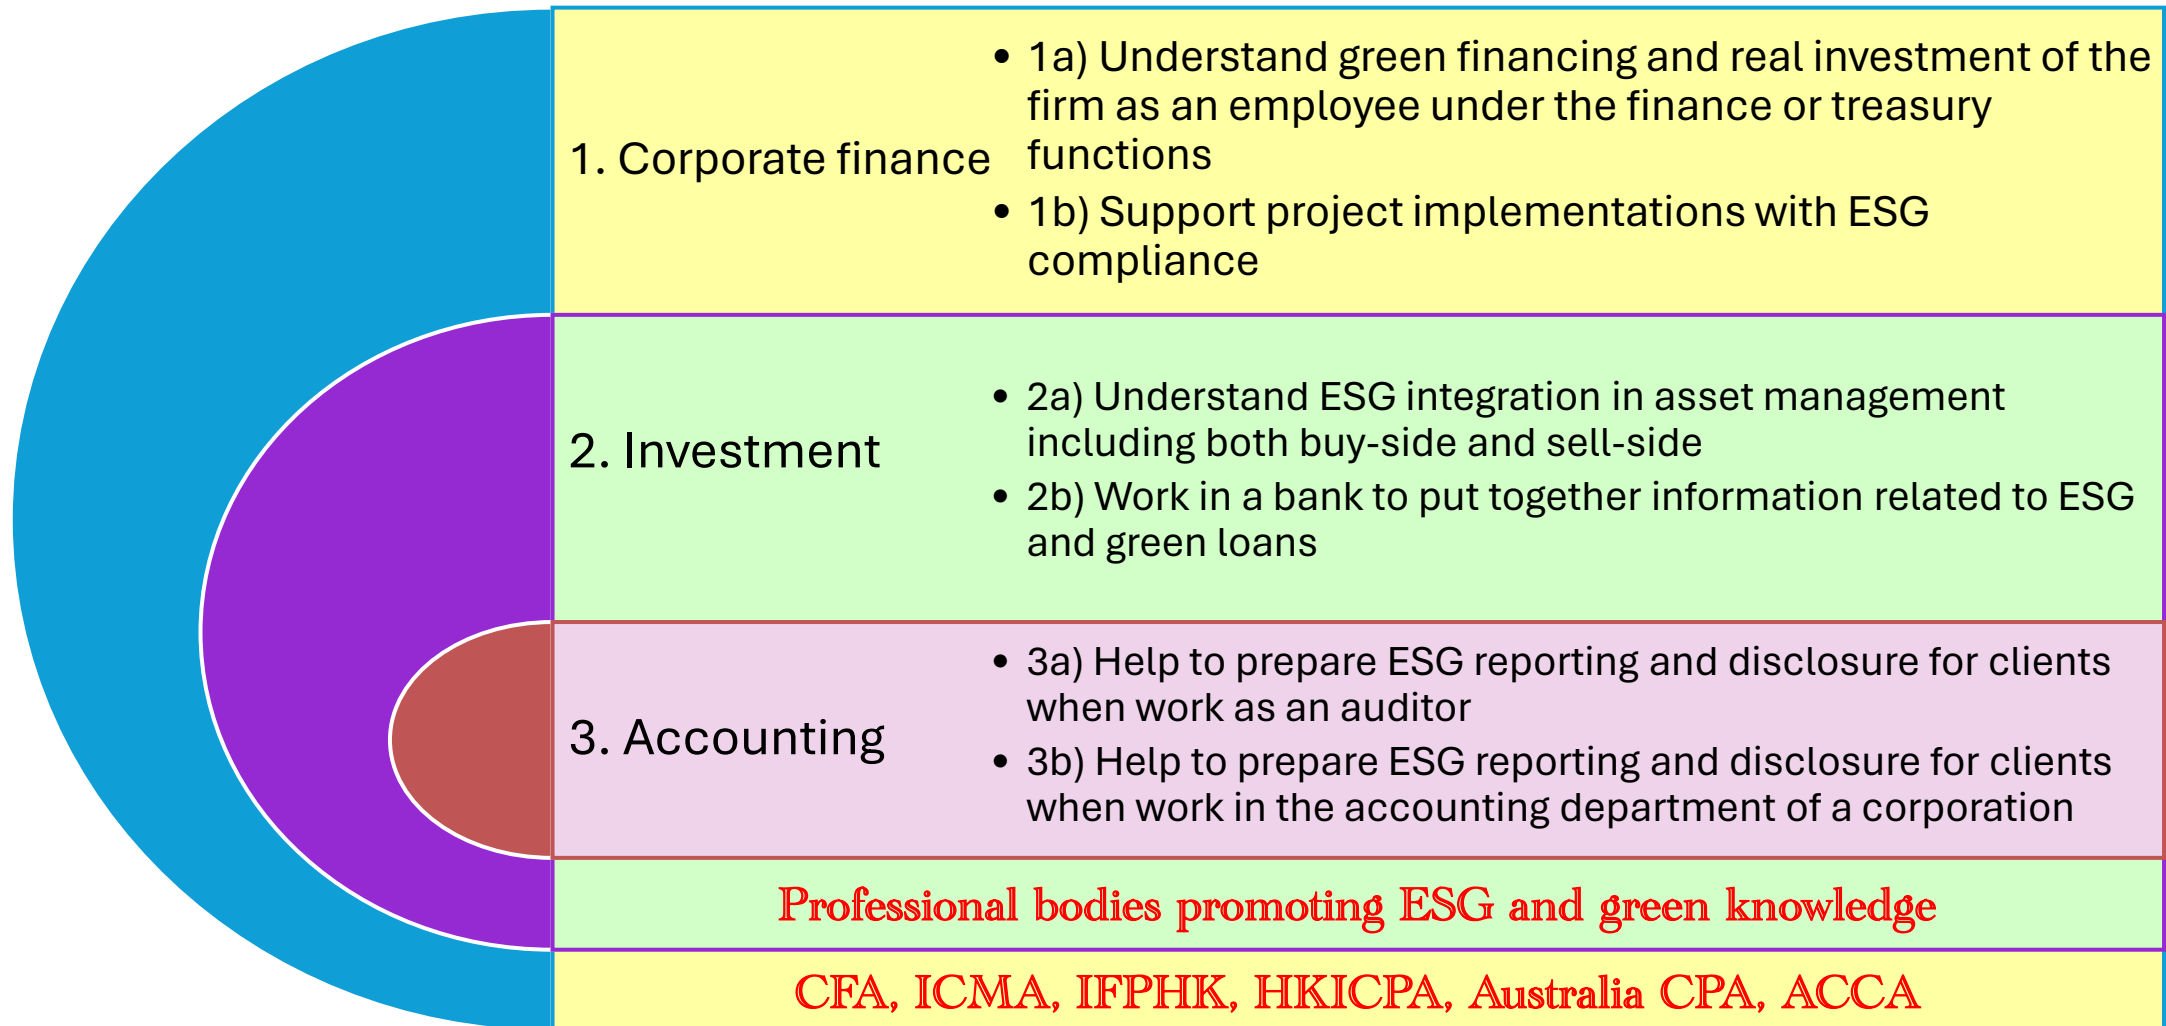 1. Corporate finance
• 1a) Understand green financing and real investment of the
firm as an employee under the finance or treasury
functions
• 1b) Support project implementations with ESG
compliance
2. Investment
• 2a) Understand ESG integration in asset management
including both buy-side and sell-side
• 2b) Work in a bank to put together information related to ESG
and green loans
3. Accounting
• 3a) Help to prepare ESG reporting and disclosure for clients
when work as an auditor
• 3b) Help to prepare ESG reporting and disclosure for clients
when work in the accounting department of a corporation
Professional bodies promoting ESG and green knowledge
CFA, ICMA, IFPHK, HKICPA, Australia CPA, ACCA